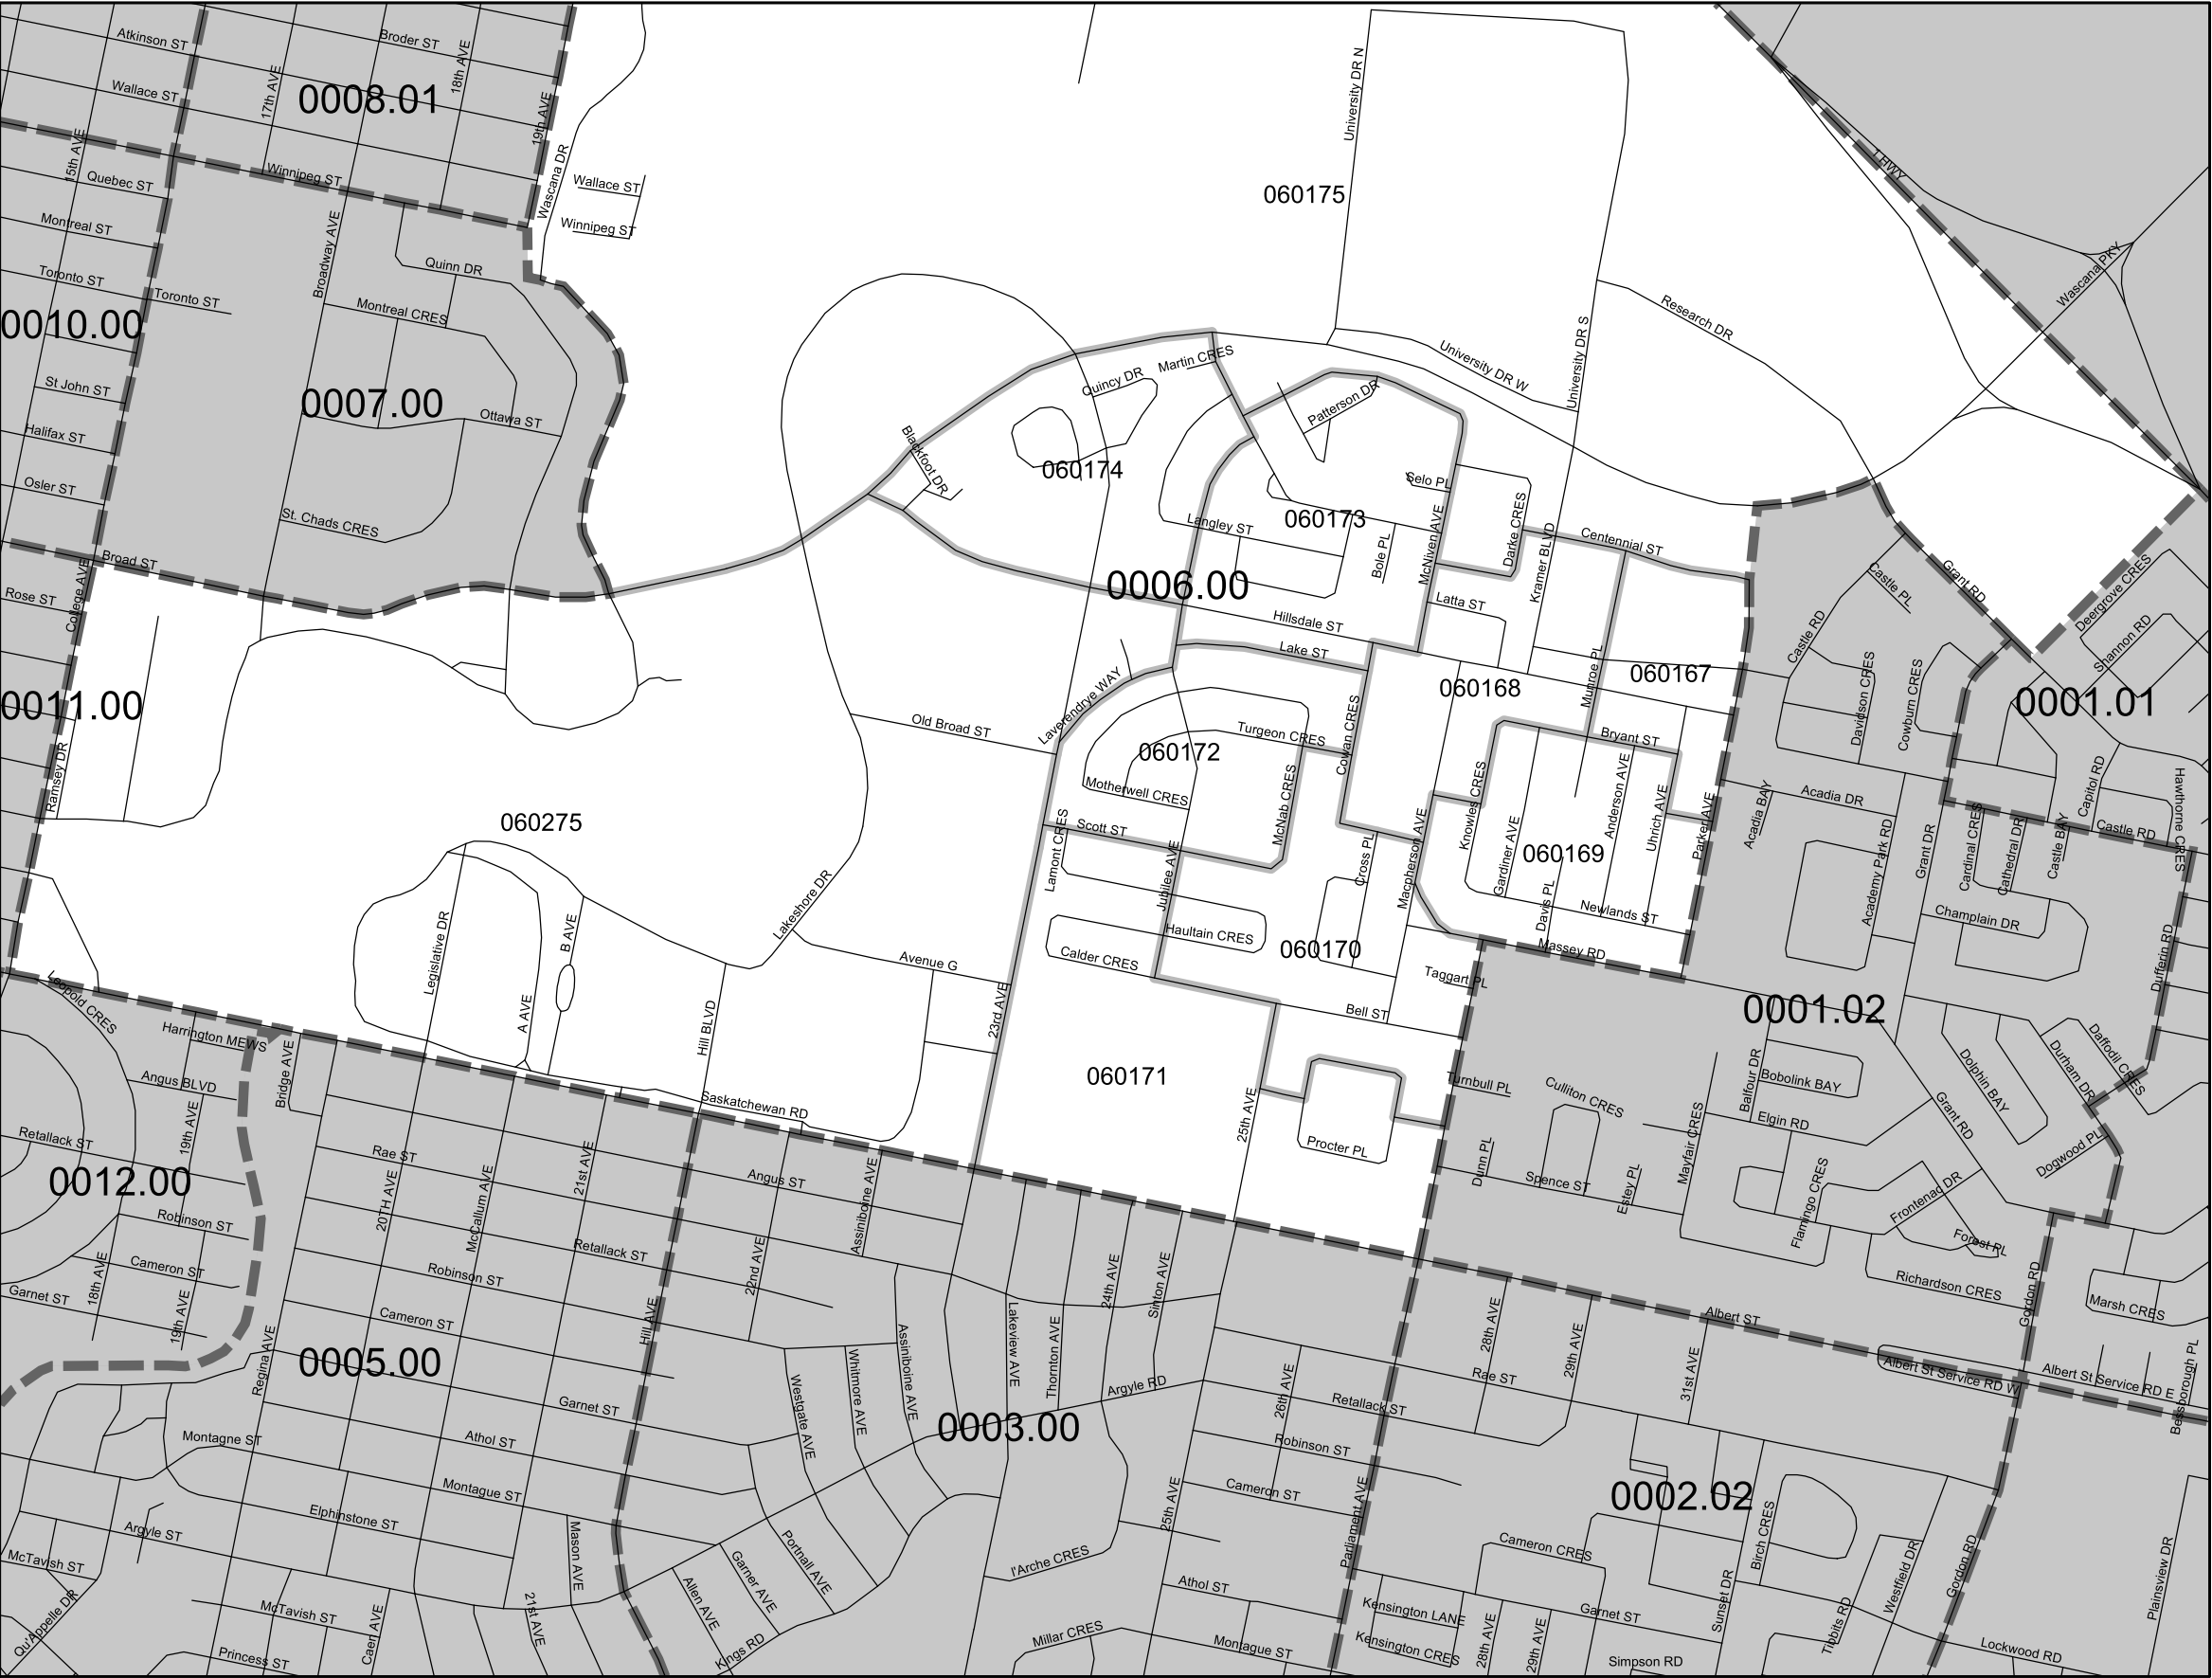 Atkinson ST
Broder ST
17th AVE
18th AVE
0008.01
Wallace ST
19th AVE
University DR N
15th AVE
Winnipeg ST
Quebec ST
Wascana DR
Wallace ST
Winnipeg ST
060175
1 HWY
Montreal ST
Broadway AVE
Quinn DR
Toronto ST
Toronto ST
Wascana PKY
Montreal CRES
0010.00
Research DR
University DR S
University DR W
Martin CRES
Quincy DR
St John ST
0007.00
Ottawa ST
Patterson DR
Halifax ST
Blackfoot DR
060174
Selo PL
Osler ST
St. Chads CRES
Langley ST
060173
McNiven AVE
Darke CRES
Kramer BLVD
Centennial ST
Bole PL
Broad ST
College AVE
0006.00
Castle PL
Grant RD
Deergrove CRES
Rose ST
Latta ST
Hillsdale ST
Lake ST
Castle RD
Shannon RD
Munroe PL
060167
060168
Davidson CRES
Cowburn CRES
0001.01
0011.00
Laverendrye WAY
Old Broad ST
Turgeon CRES
Cowan CRES
Bryant ST
060172
Ramsey DR
Motherwell CRES
McNab CRES
Knowles CRES
Anderson AVE
Uhrich AVE
Parker AVE
Acadia BAY
Acadia DR
Capitol RD
Hawthorne CRES
060275
Scott ST
Lamont CRES
Castle RD
Jubilee AVE
Cross PL
Macpherson AVE
Gardiner AVE
060169
Academy Park RD
Grant DR
Cardinal CRES
Cathedral DR
Castle BAY
Lakeshore DR
Davis PL
Newlands ST
Champlain DR
Legislative DR
B AVE
Haultain CRES
060170
Massey RD
Dufferin RD
Avenue G
Calder CRES
Taggart PL
Leopold CRES
A AVE
Hill BLVD
23rd AVE
Bell ST
0001.02
Harrington MEWS
Bridge AVE
060171
Daffodil CRES
Durham DR
Dolphin BAY
Angus BLVD
Saskatchewan RD
Turnbull PL
Culliton CRES
Balfour DR
Bobolink BAY
19th AVE
25th AVE
Elgin RD
Grant RD
Retallack ST
Rae ST
Procter PL
Mayfair CRES
Dogwood PL
0012.00
20TH AVE
McCallum AVE
21st AVE
Angus ST
Assiniboine AVE
Dunn PL
Spence ST
Estey PL
Flamingo CRES
Frontenac DR
Robinson ST
Retallack ST
Forest PL
18th AVE
Cameron ST
Robinson ST
22nd AVE
24th AVE
Sinton AVE
Richardson CRES
Gordon RD
Marsh CRES
Garnet ST
19th AVE
Cameron ST
Hill AVE
Lakeview AVE
Thornton AVE
28th AVE
29th AVE
Albert ST
Regina AVE
0005.00
Assiniboine AVE
Whitmore AVE
Westgate AVE
Argyle RD
26th AVE
Rae ST
31st AVE
Albert St Service RD W
Albert St Service RD E
Bessborough PL
Garnet ST
Retallack ST
0003.00
Montagne ST
Athol ST
Robinson ST
Montague ST
Cameron ST
0002.02
Elphinstone ST
25th AVE
Parliament AVE
Birch CRES
Argyle ST
Mason AVE
Portnall AVE
Garner AVE
Cameron CRES
Westfield DR
Gordon RD
Plainsview DR
McTavish ST
l'Arche CRES
Allen AVE
Athol ST
Sunset DR
Qu'Appelle DR
McTavish ST
Caen AVE
21st AVE
Kensington LANE
Garnet ST
Tibbits RD
Millar CRES
Kings RD
Princess ST
Montague ST
Kensington CRES
28th AVE
29th AVE
Simpson RD
Lockwood RD